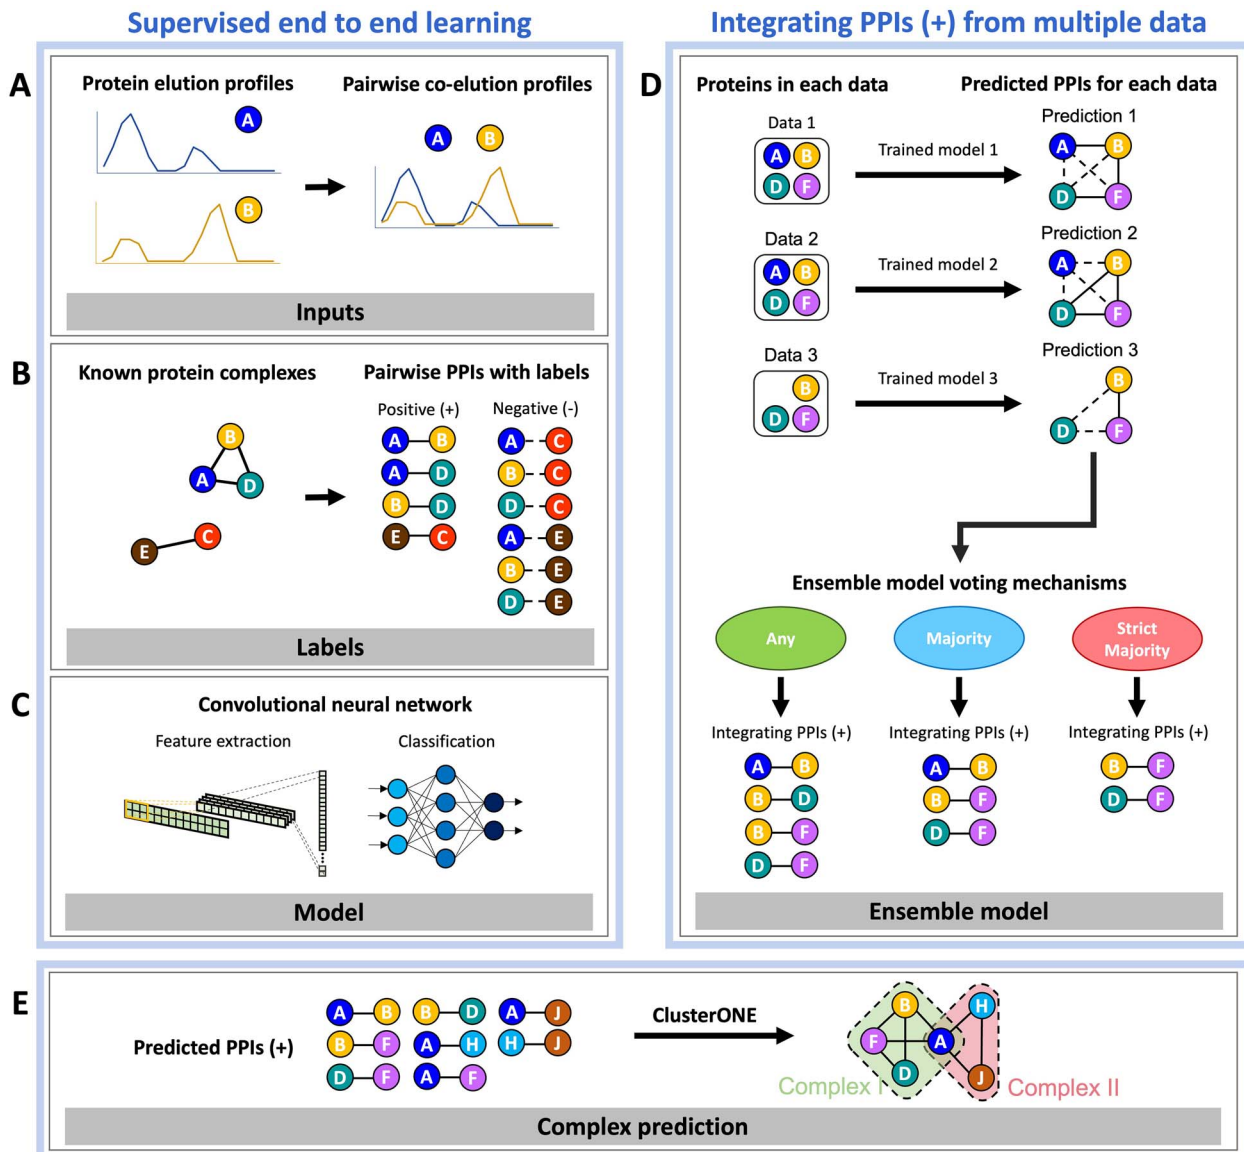 Supervised end to end learning
A
Protein elution profiles
Pairwise co-elution profiles
A
B
A B
Inputs
B
Known protein complexes
Pairwise PPIs with labels
Positive (+)
Negative (-)
B
A D
E C
A B
A D
B D
E C
A C
B C
D C
A E
B E
D E
Labels
C
Convolutional neural network
Feature extraction
Classification
Model
Integrating PPIs (+) from multiple data
D
Proteins in each data
Predicted PPIs for each data
Data 1
A B
D F
Trained model 1
Prediction 1
A B
D F
Data 2
A B
D F
Trained model 2
Prediction 2
A B
D F
Data 3
B
D F
Trained model 3
Prediction 3
B
D F
Ensemble model voting mechanisms
Any
Majority
Strict
Majority
Integrating PPIs (+)
A B
B D
B F
D F
Integrating PPIs (+)
A B
B F
D F
Integrating PPIs (+)
B F
D F
Ensemble model
E
Predicted PPIs (+)
A B
B F
D F
B D
A H
A F
A J
H J
ClusterONE
B H
F A
D J
Complex I
Complex II
Complex prediction